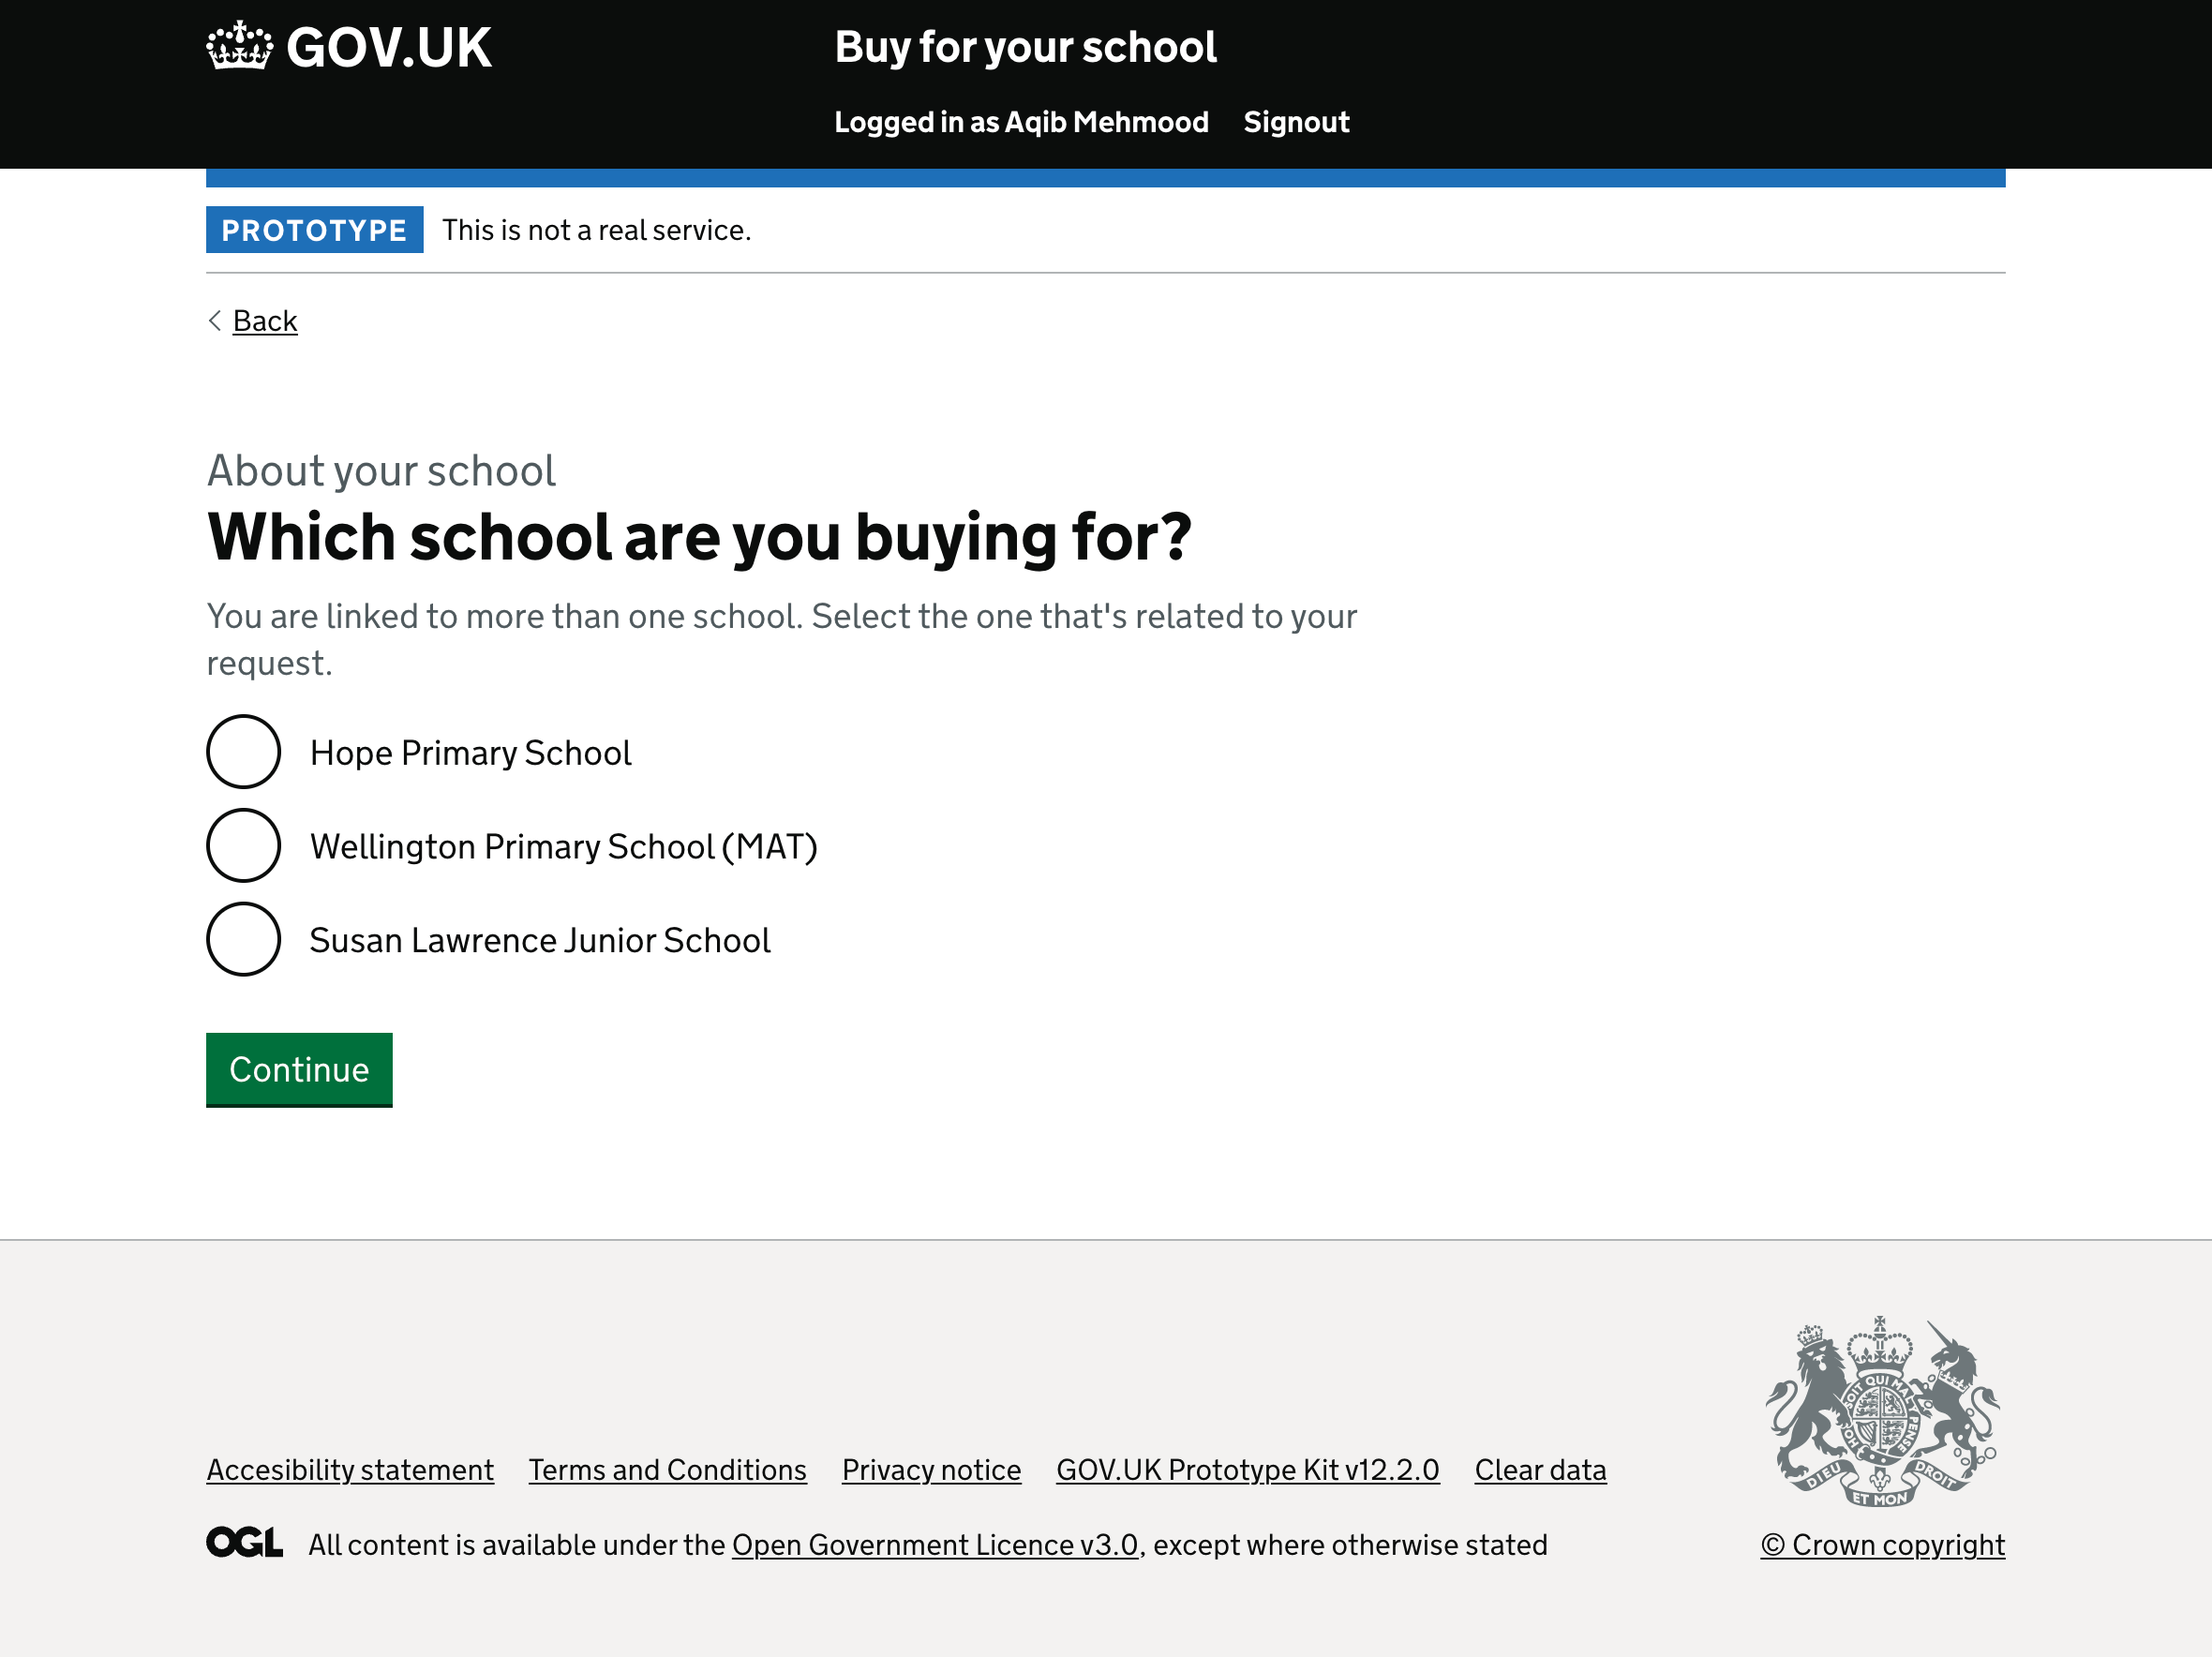 GOV.UK
Buy for your school
Logged in as Aqib Mehmood Signout
PROTOTYPE This is not a real service.
Back
About your school
Which school are you buying for?
You are linked to more than one school. Select the one that's related to your
request.
Hope Primary School
Wellington Primary School (MAT)
Susan Lawrence Junior School
Continue
Accesibility statement Terms and Conditions Privacy notice GOV.UK Prototype Kit v12.2.0 Clear data
OGL All content is available under the Open Government Licence v3.0, except where otherwise stated
HONI SOIT QUI MAL Y PENSE
DIEU ET MON DROIT
© Crown copyright